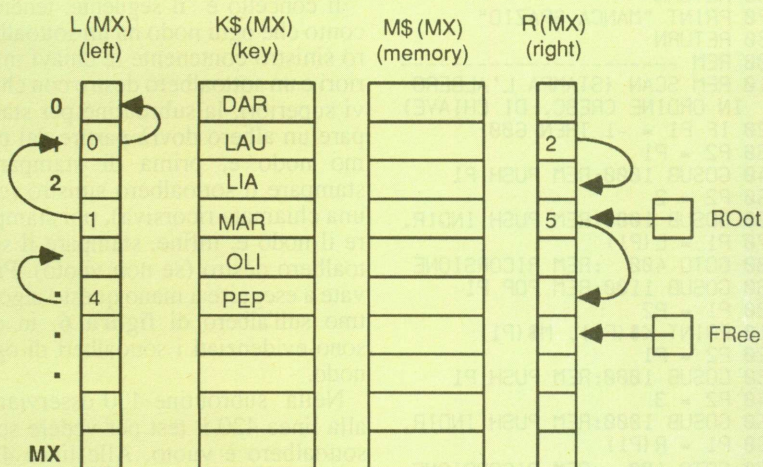 L (MX) K$ (MX) M$ (MX) R (MX)
(left) (key) (memory) (right)
0 DAR
0 LAU 2
2 LIA
1 MAR 5 ROot
OLI
4 PEP
FRee
MX